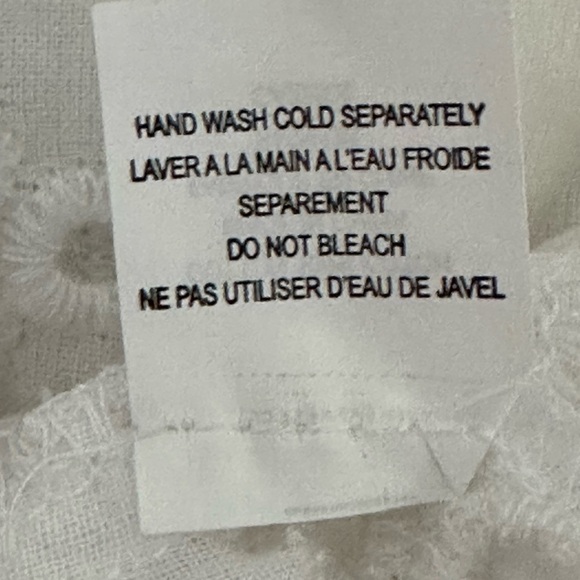 HAND WASH COLD SEPARATELY
LAVER A LA MAIN A L'EAU FROIDE
SEPAREMENT
DO NOT BLEACH
NE PAS UTILISER D'EAU DE JAVEL